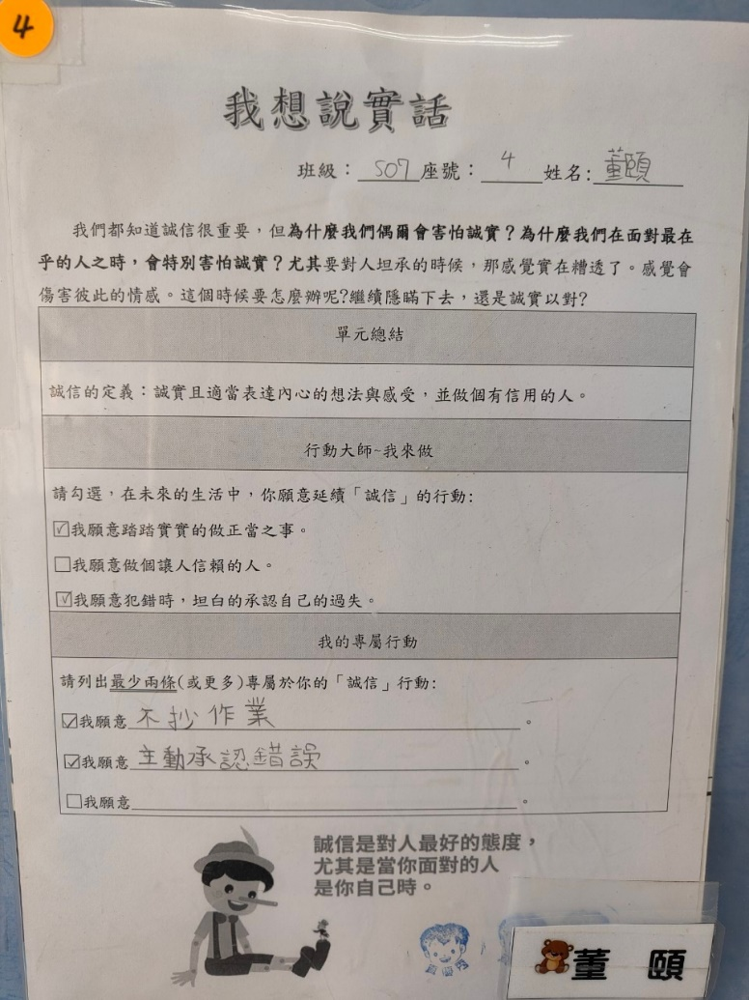 4
我想說實話
班級：507座號：4姓名:董頤
我們都知道誠信很重要，但為什麼我們偶爾會害怕誠實？為什麼我們在面對最在
乎的人之時，會特別害怕誠實？尤其要對人坦承的時候，那感覺實在糟透了。感覺會
傷害彼此的情感。這個時候要怎麼辦呢?繼續隱瞞下去，還是誠實以對?
單元總結
誠信的定義：誠實且適當表達內心的想法與感受，並做個有信用的人。
行動大師~我來做
請勾選，在未來的生活中，你願意延續「誠信」的行動:
☑我願意踏踏實實的做正當之事。
☐我願意做個讓人信賴的人。
☑我願意犯錯時，坦白的承認自己的過失。
我的專屬行動
請列出最少兩條(或更多)專屬於你的「誠信」行動:
☑我願意不抄作業。
☑我願意主動承認錯誤。
☐我願意。
誠信是對人最好的態度，
尤其是當你面對的人
是你自己時。
董 頤